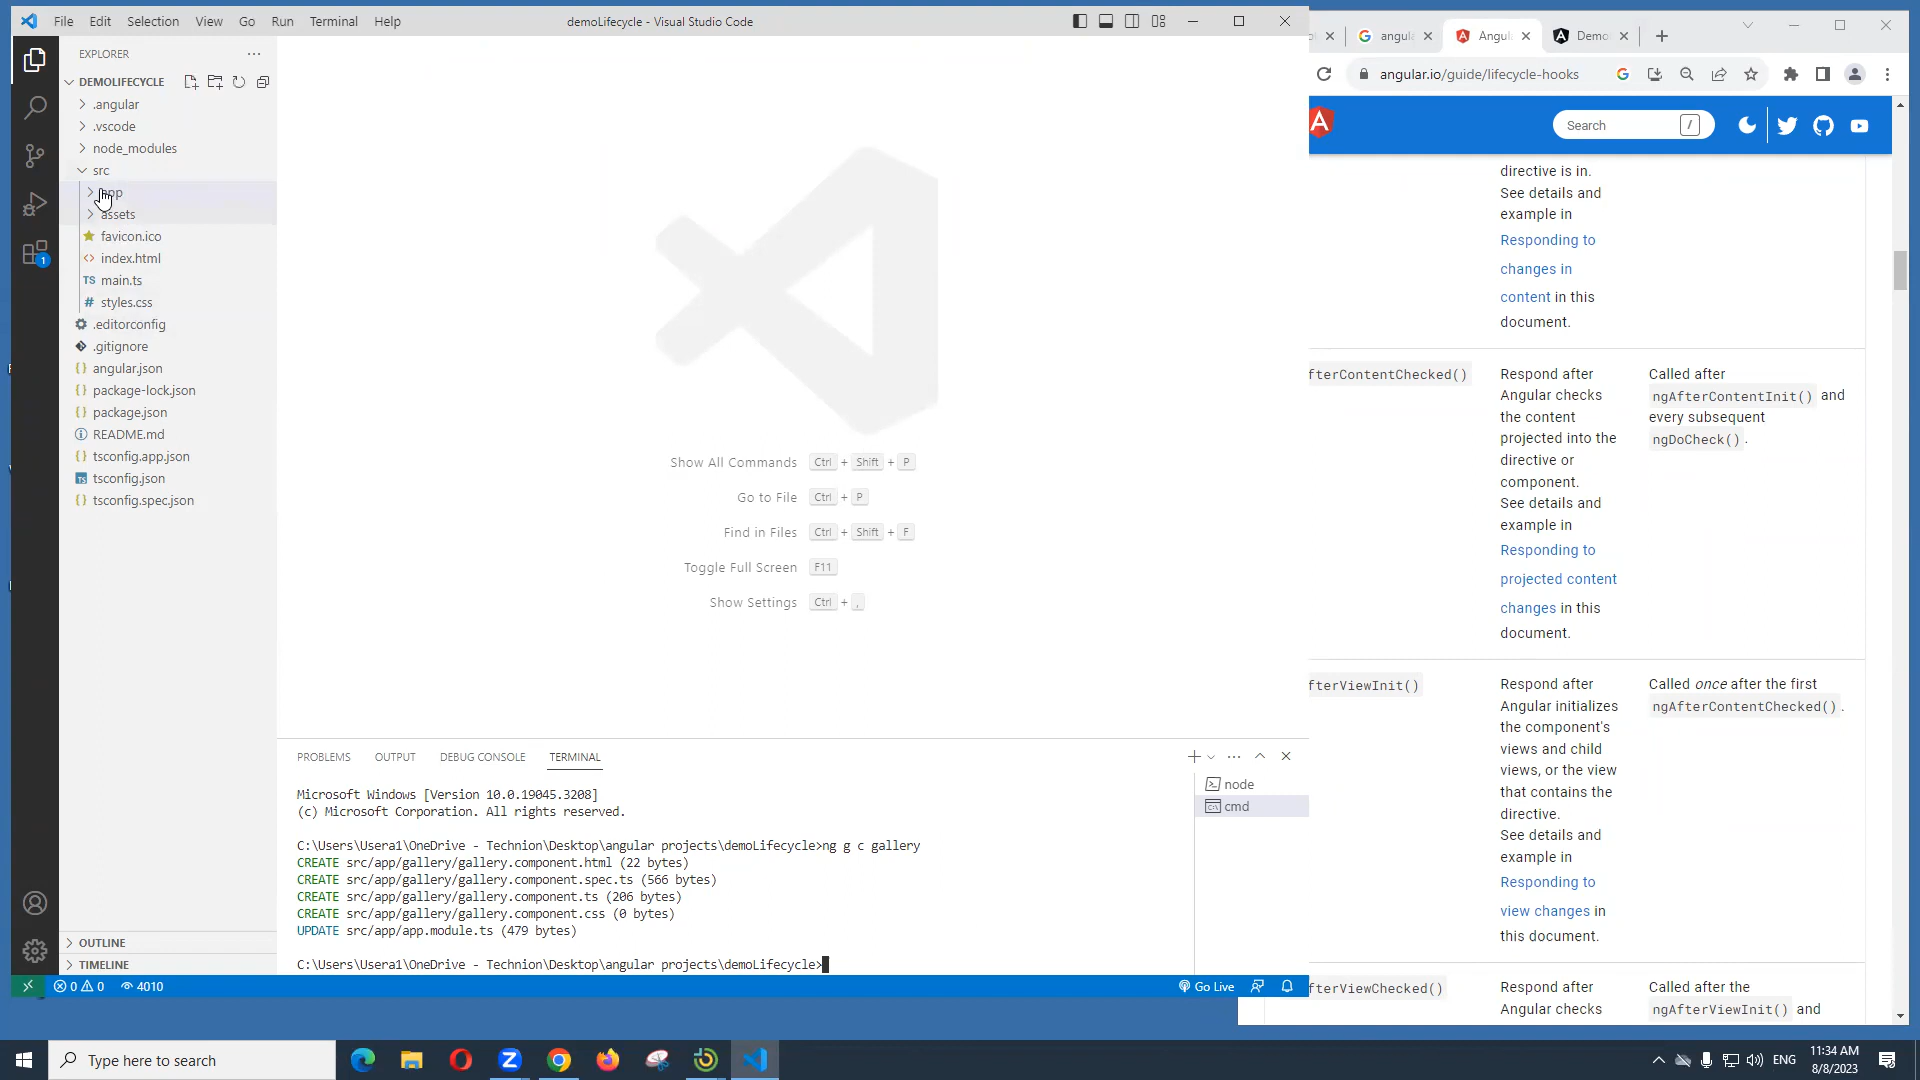 File Edit Selection View Go Run Terminal Help
demoLifecycle - Visual Studio Code
EXPLORER
DEMOLIFECYCLE
.angular
.vscode
node_modules
src
app
assets
favicon.ico
index.html
TS main.ts
# styles.css
.editorconfig
.gitignore
{} angular.json
{} package-lock.json
{} package.json
README.md
{} tsconfig.app.json
TS tsconfig.json
{} tsconfig.spec.json
OUTLINE
TIMELINE
1
Show All Commands Ctrl + Shift + P
Go to File Ctrl + P
Find in Files Ctrl + Shift + F
Toggle Full Screen F11
Show Settings Ctrl + ,
PROBLEMS OUTPUT DEBUG CONSOLE TERMINAL
node
cmd
Microsoft Windows [Version 10.0.19045.3208]
(c) Microsoft Corporation. All rights reserved.
C:\Users\Usera1\OneDrive - Technion\Desktop\angular projects\demoLifecycle>ng g c gallery
CREATE src/app/gallery/gallery.component.html (22 bytes)
CREATE src/app/gallery/gallery.component.spec.ts (566 bytes)
CREATE src/app/gallery/gallery.component.ts (206 bytes)
CREATE src/app/gallery/gallery.component.css (0 bytes)
UPDATE src/app/app.module.ts (479 bytes)
C:\Users\Usera1\OneDrive - Technion\Desktop\angular projects\demoLifecycle>
0 0 4010
Go Live
angula
Angul
Demo
angular.io/guide/lifecycle-hooks
Search /
directive is in.
See details and
example in
Responding to
changes in
content in this
document.
fterContentChecked()
Respond after
Angular checks
the content
projected into the
directive or
component.
See details and
example in
Responding to
projected content
changes in this
document.
Called after
ngAfterContentInit() and
every subsequent
ngDoCheck().
fterViewInit()
Respond after
Angular initializes
the component's
views and child
views, or the view
that contains the
directive.
See details and
example in
Responding to
view changes in
this document.
Called once after the first
ngAfterContentChecked().
fterViewChecked()
Respond after
Angular checks
Called after the
ngAfterViewInit() and
Type here to search
ENG
11:34 AM
8/8/2023